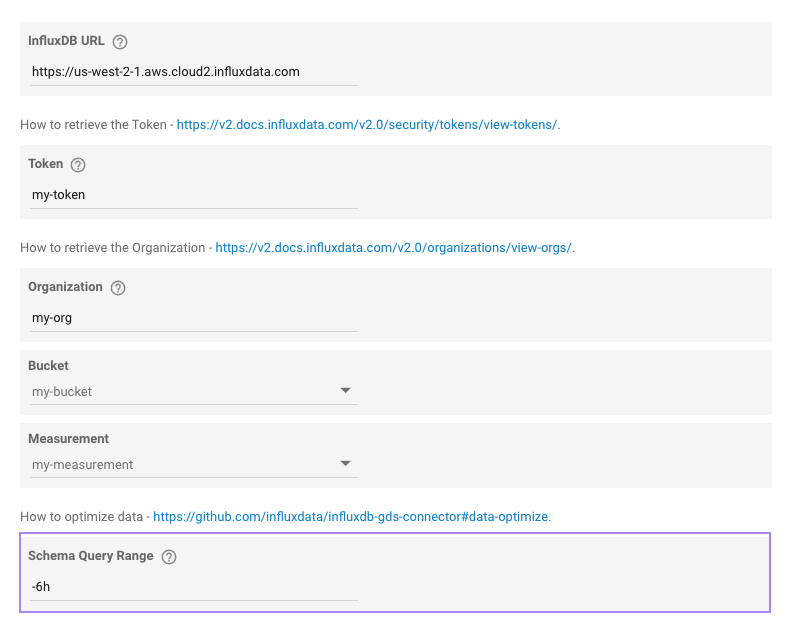 InfluxDB URL ?
https://us-west-2-1.aws.cloud2.influxdata.com
How to retrieve the Token - https://v2.docs.influxdata.com/v2.0/security/tokens/view-tokens/.
Token ?
my-token
How to retrieve the Organization - https://v2.docs.influxdata.com/v2.0/organizations/view-orgs/.
Organization ?
my-org
Bucket
my-bucket
Measurement
my-measurement
How to optimize data - https://github.com/influxdata/influxdb-gds-connector#data-optimize.
Schema Query Range ?
-6h